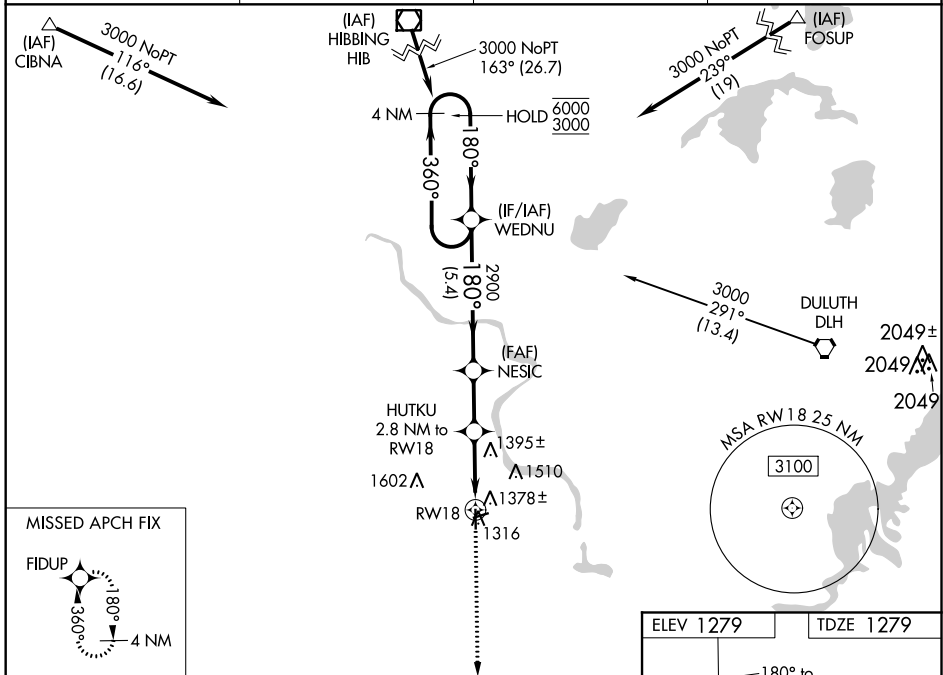 (IAF)
CIBNA
3000 NoPT
116°
(16.6)
(IAF)
HIBBING
HIB
3000 NoPT
163° (26.7)
(IAF)
FOSUP
3000 NoPT
239°
(19)
4 NM
HOLD
6000
3000
180°
360°
(IF/IAF)
WEDNU
2900
180°
(5.4)
3000
291°
(13.4)
DULUTH
DLH
2049±
2049
2049
(FAF)
NESIC
HUTKU
2.8 NM to
RW18
1395±
1510
1602
1378±
RW18
1316
MSA RW18 25 NM
3100
MISSED APCH FIX
FIDUP
180°
360°
4 NM
ELEV 1279
TDZE 1279
180° to